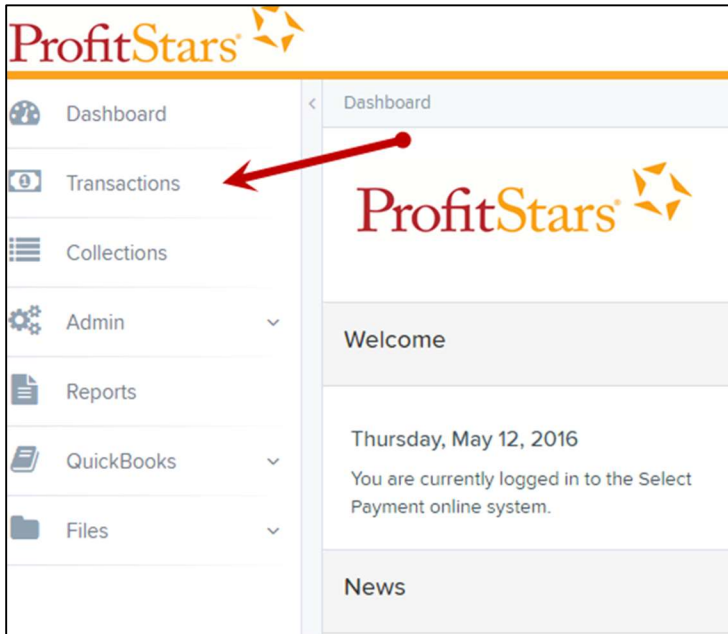 ProfitStars
Dashboard
Transactions
Collections
Admin
Reports
QuickBooks
Files
Dashboard
ProfitStars
Welcome
Thursday, May 12, 2016
You are currently logged in to the Select
Payment online system.
News